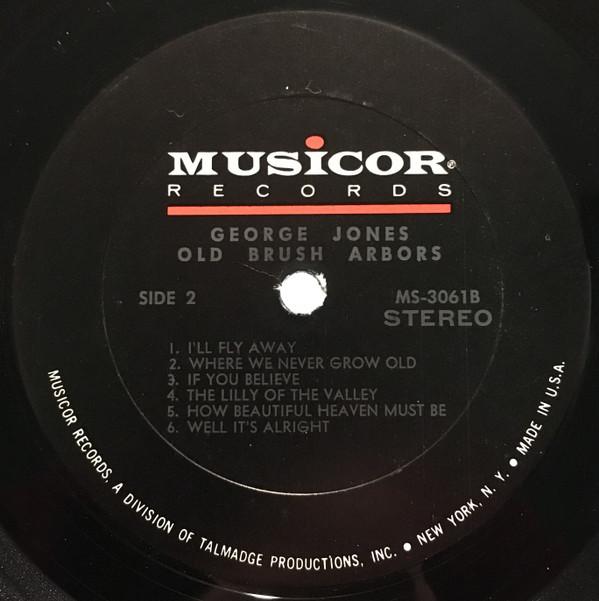 MUSICOR®
RECORDS
GEORGE JONES
OLD BRUSH ARBORS
SIDE 2
MS-3061B
STEREO
1. I'LL FLY AWAY
2. WHERE WE NEVER GROW OLD
3. IF YOU BELIEVE
4. THE LILLY OF THE VALLEY
5. HOW BEAUTIFUL HEAVEN MUST BE
6. WELL IT'S ALRIGHT
MUSICOR RECORDS, A DIVISION OF TALMADGE PRODUCTIONS, INC. • NEW YORK, N. Y. • MADE IN U.S.A.